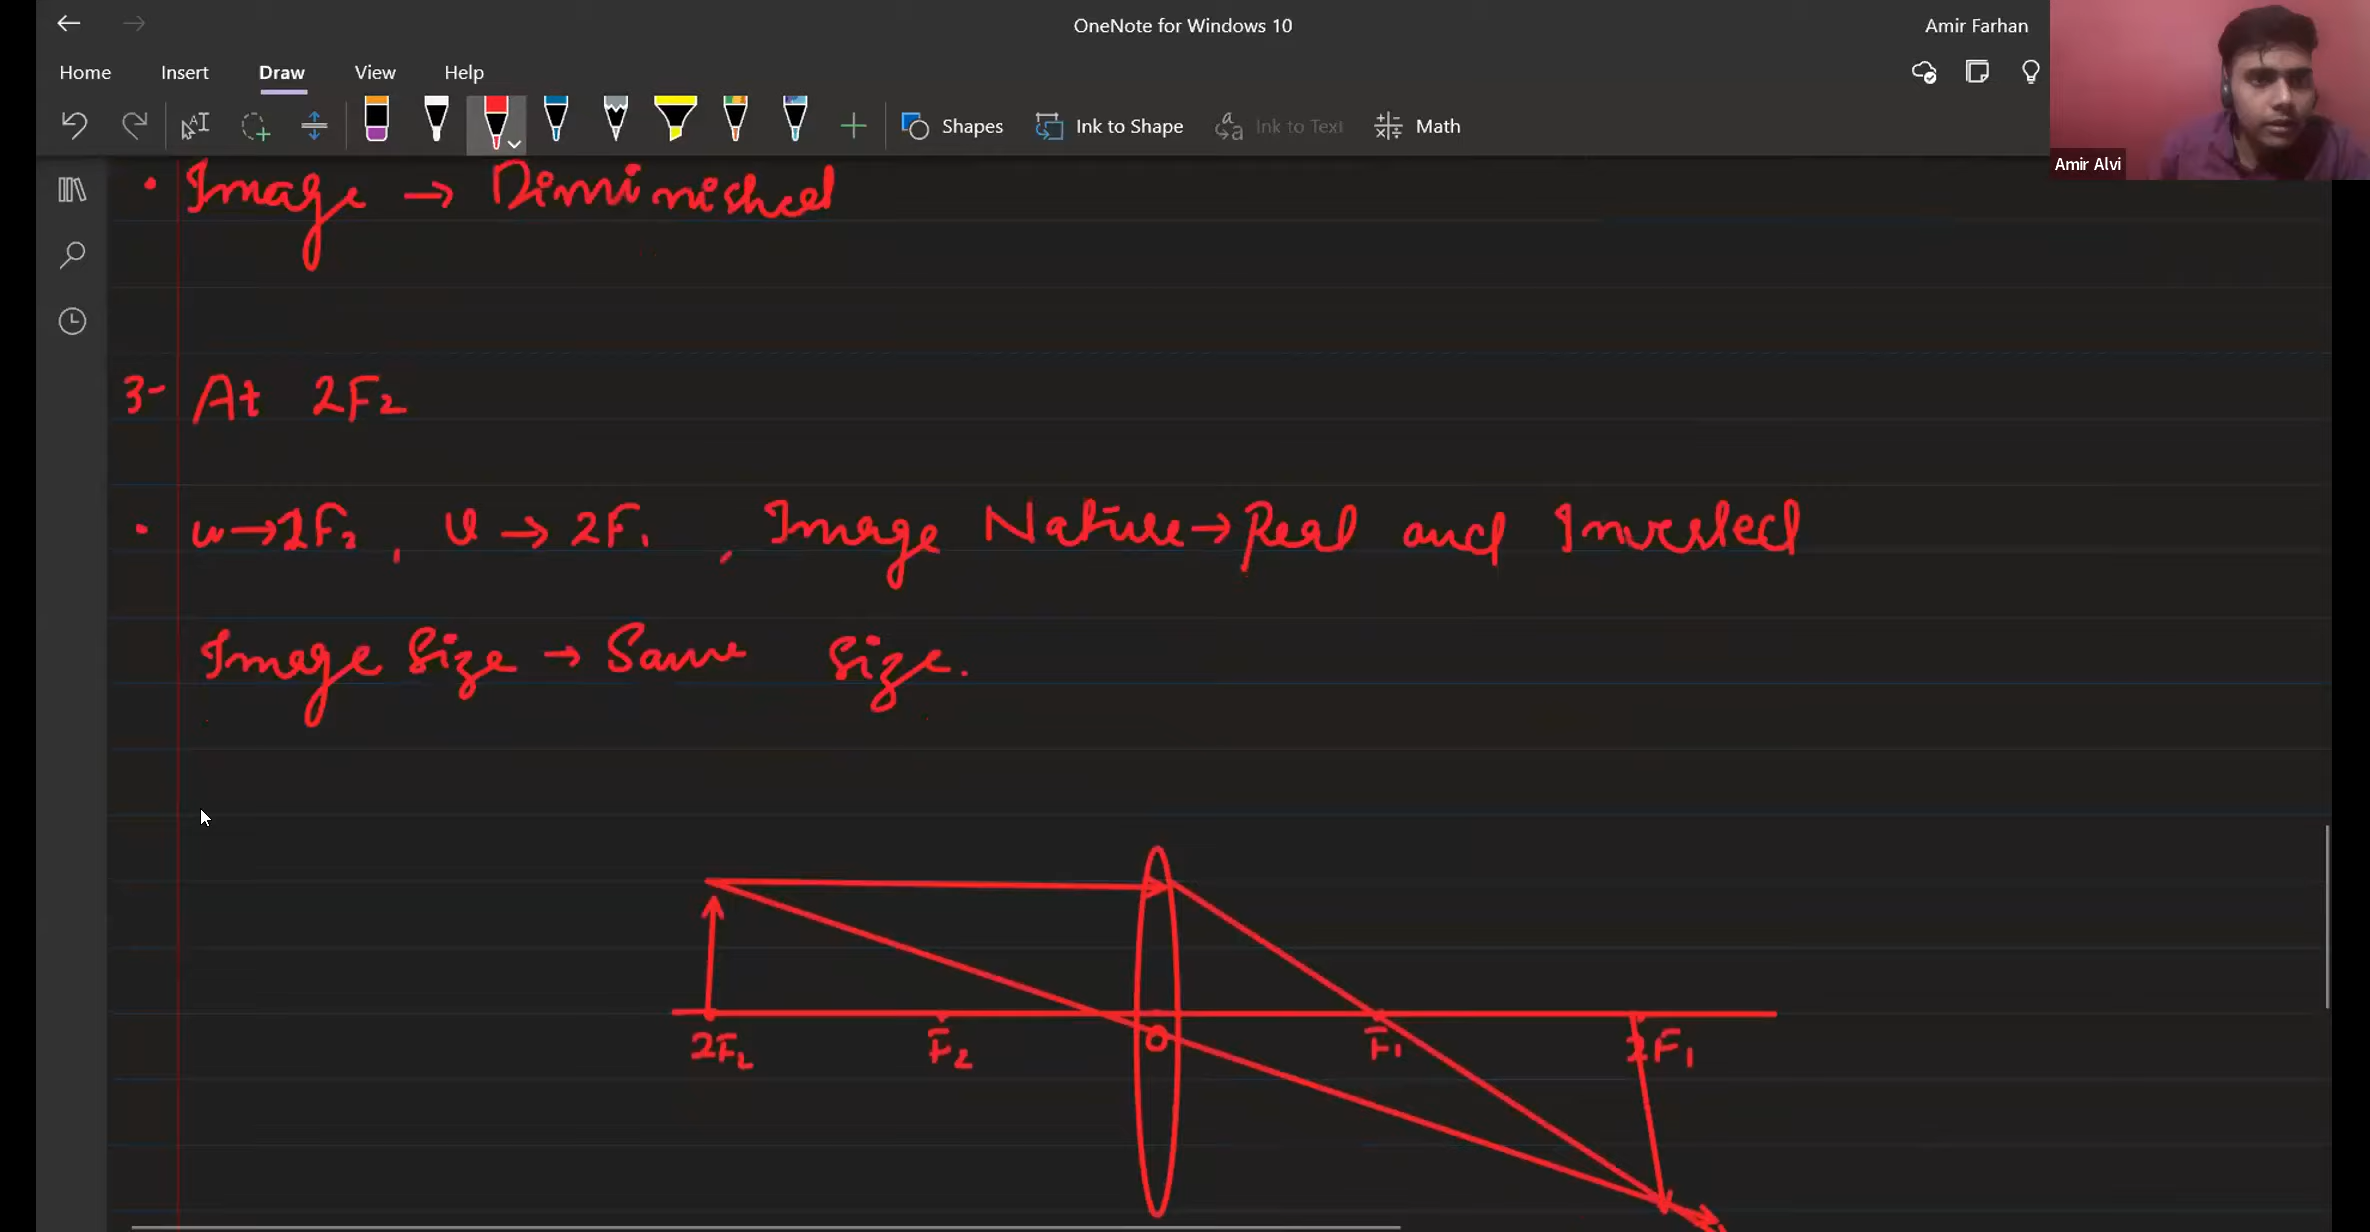 OneNote for Windows 10
Amir Farhan
Home Insert Draw View Help
Shapes Ink to Shape Ink to Text Math
Amir Alvi
• Image → Diminished
3- At 2F2
• u→2F2, v → 2F1, Image Nature→Real and Inverted
Image Size → Same Size.
2F2 F2 O F1 2F1